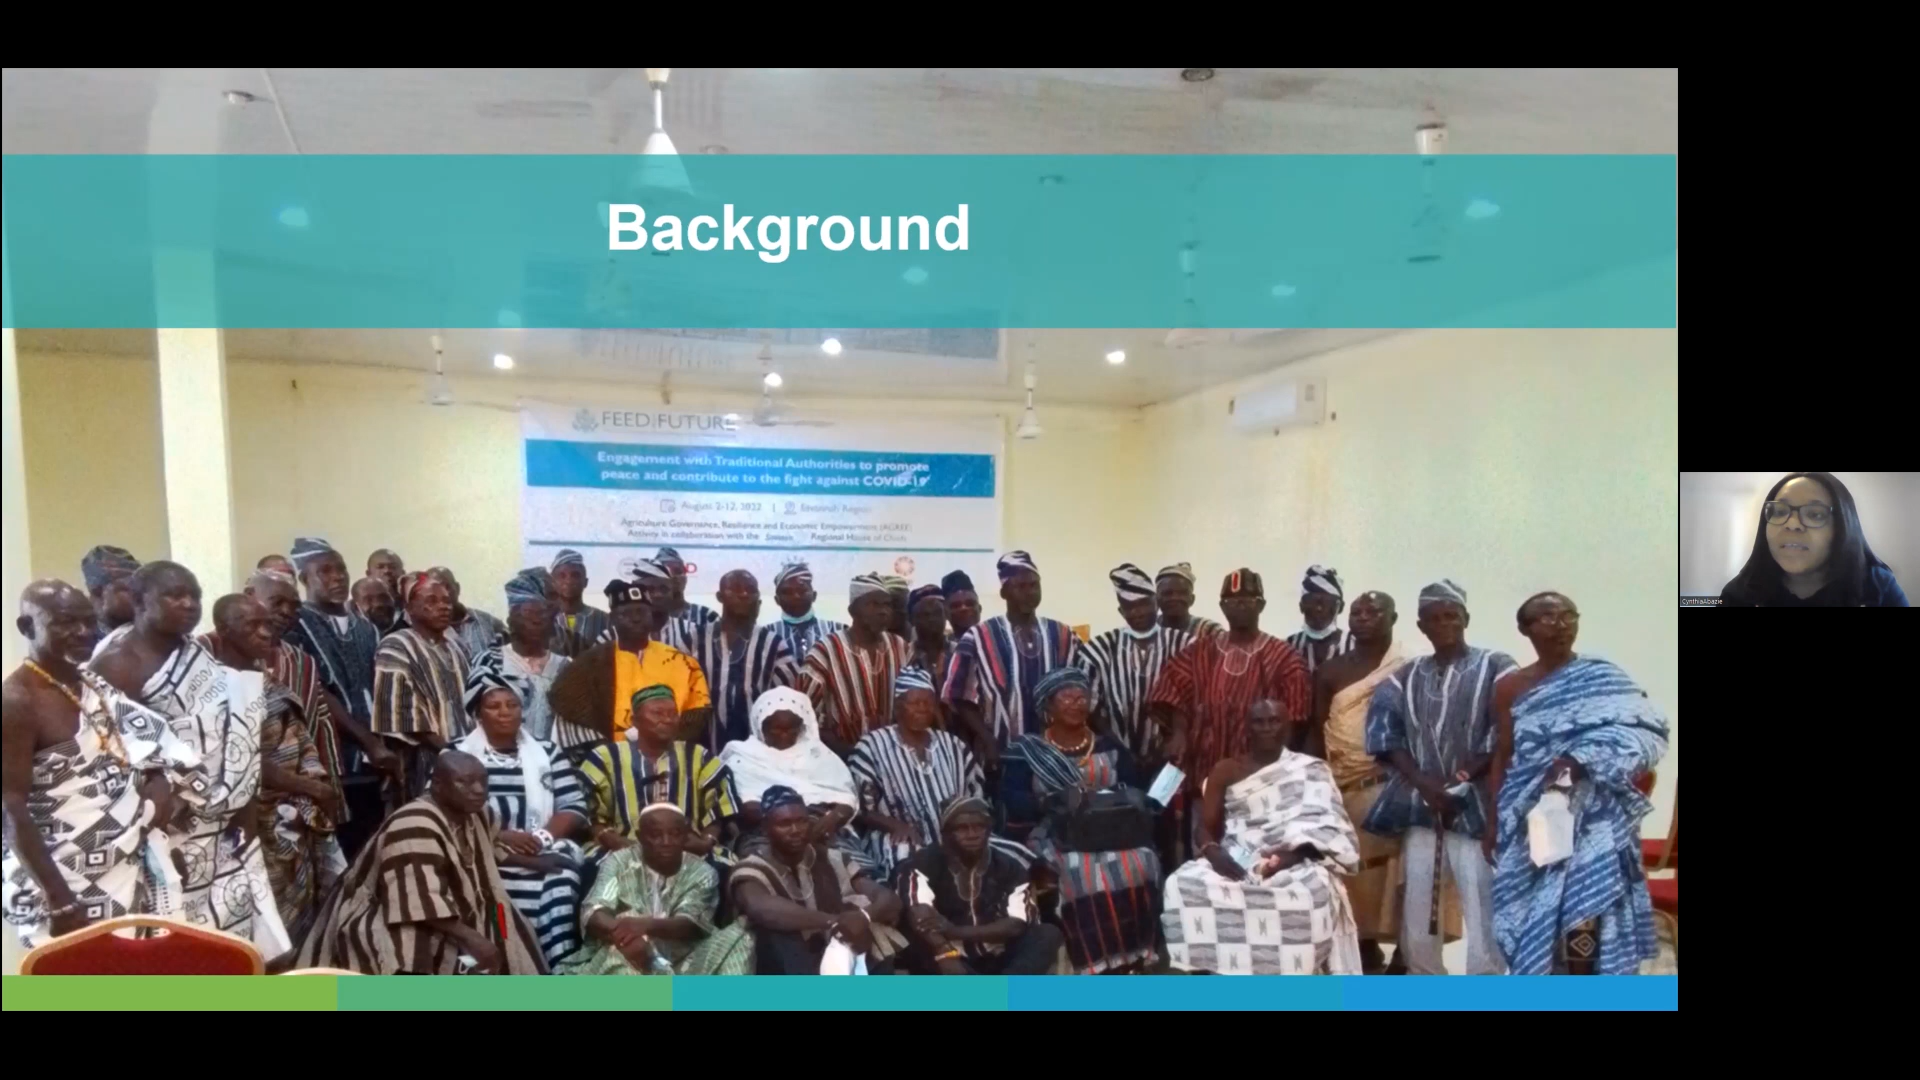 Background
FEED FUTURE
Engagement with Traditional Authorities to promote
peace and contribute to the fight against COVID-19
August 2-12, 2022 | Savannah Region
Agriculture Governance, Resilience and Economic Empowerment (AGREE)
Activity in collaboration with the Savannah Regional House of Chiefs
CynthiaAbazie